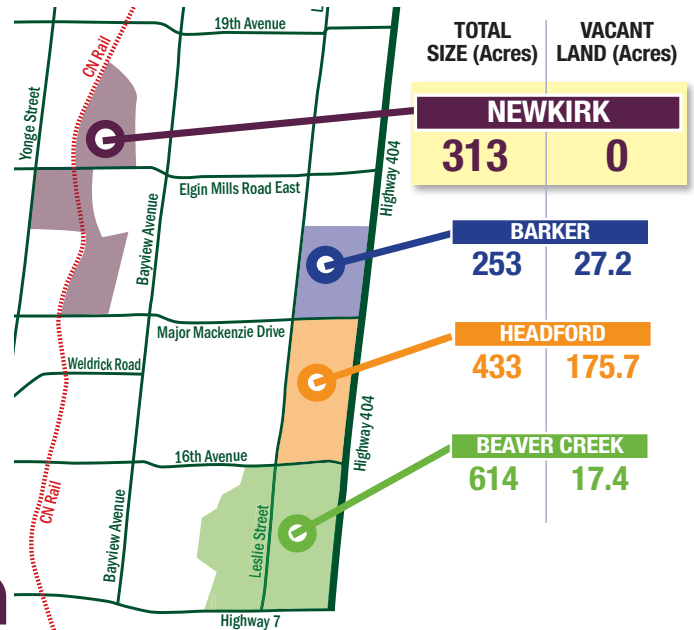 TOTAL
SIZE (Acres)
VACANT
LAND (Acres)
NEWKIRK
313
0
BARKER
253
27.2
HEADFORD
433
175.7
BEAVER CREEK
614
17.4
19th Avenue
CN Rail
Yonge Street
Elgin Mills Road East
Highway 404
Bayview Avenue
Major Mackenzie Drive
Weldrick Road
Highway 404
16th Avenue
CN Rail
Bayview Avenue
Leslie Street
Highway 7